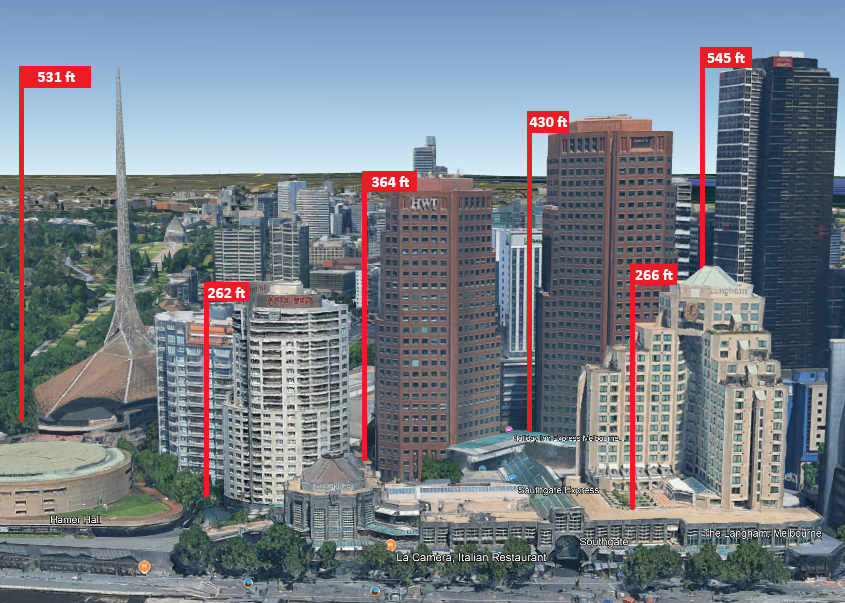 545 ft
531 ft
430 ft
364 ft
HWT
266 ft
262 ft
Holiday Inn Express Melbourne
Southgate Express
Hamer Hall
Southgate
The Langham, Melbourne
La Camera, Italian Restaurant